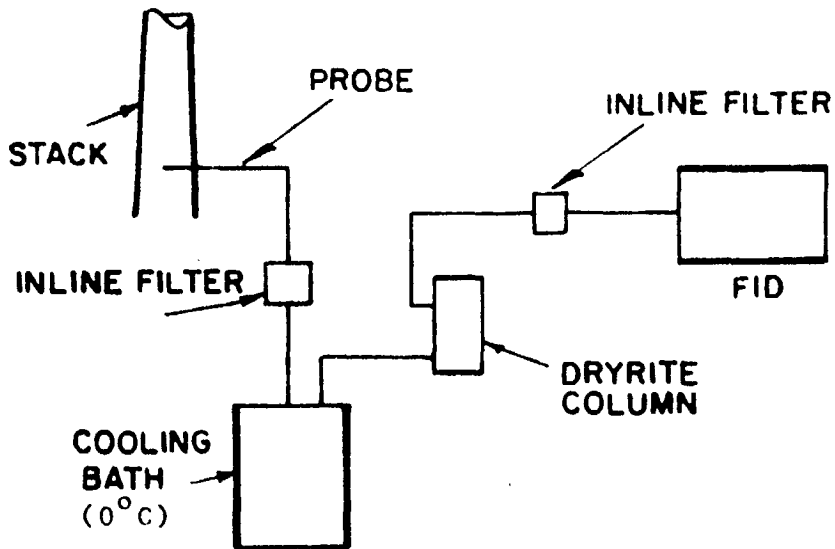 PROBE
INLINE FILTER
STACK
INLINE FILTER
FID
DRYRITE
COLUMN
COOLING
BATH
(0°C)